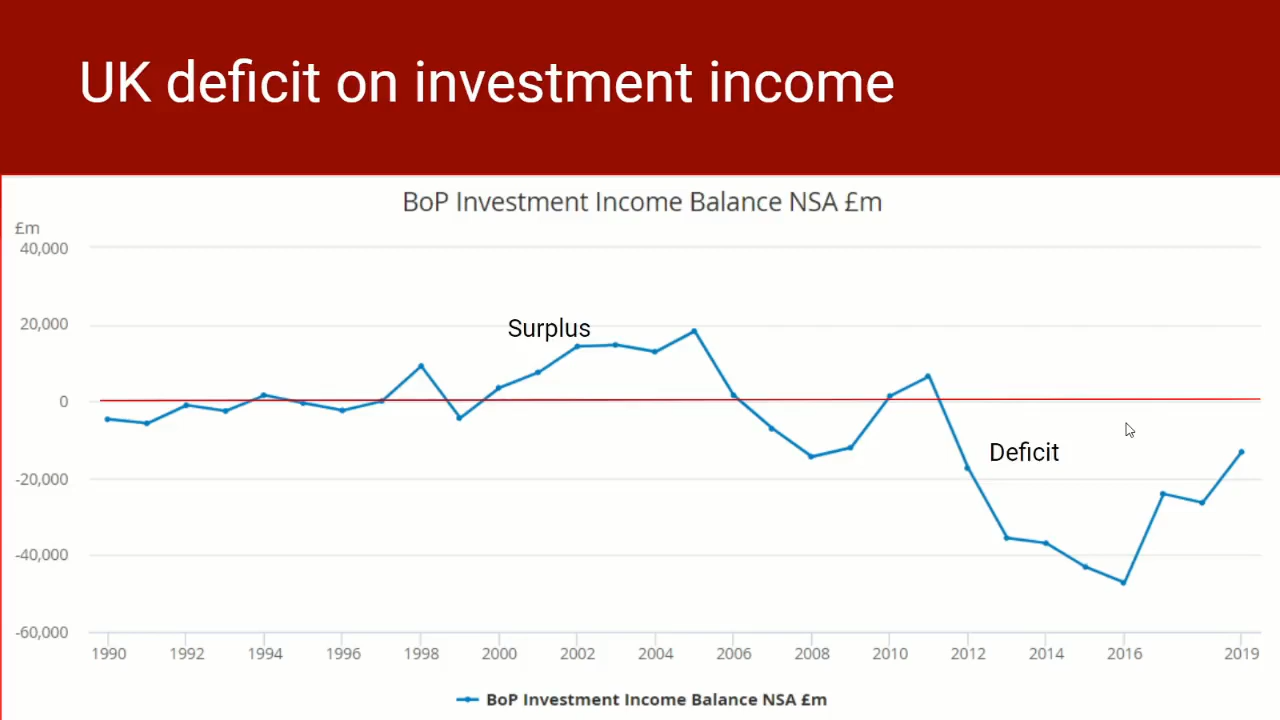 UK deficit on investment income
BoP Investment Income Balance NSA £m
£m
40,000
Surplus
20,000
0
Deficit
-20,000
-40,000
-60,000
1990 1992 1994 1996 1998 2000 2002 2004 2006 2008 2010 2012 2014 2016 2019
BoP Investment Income Balance NSA £m